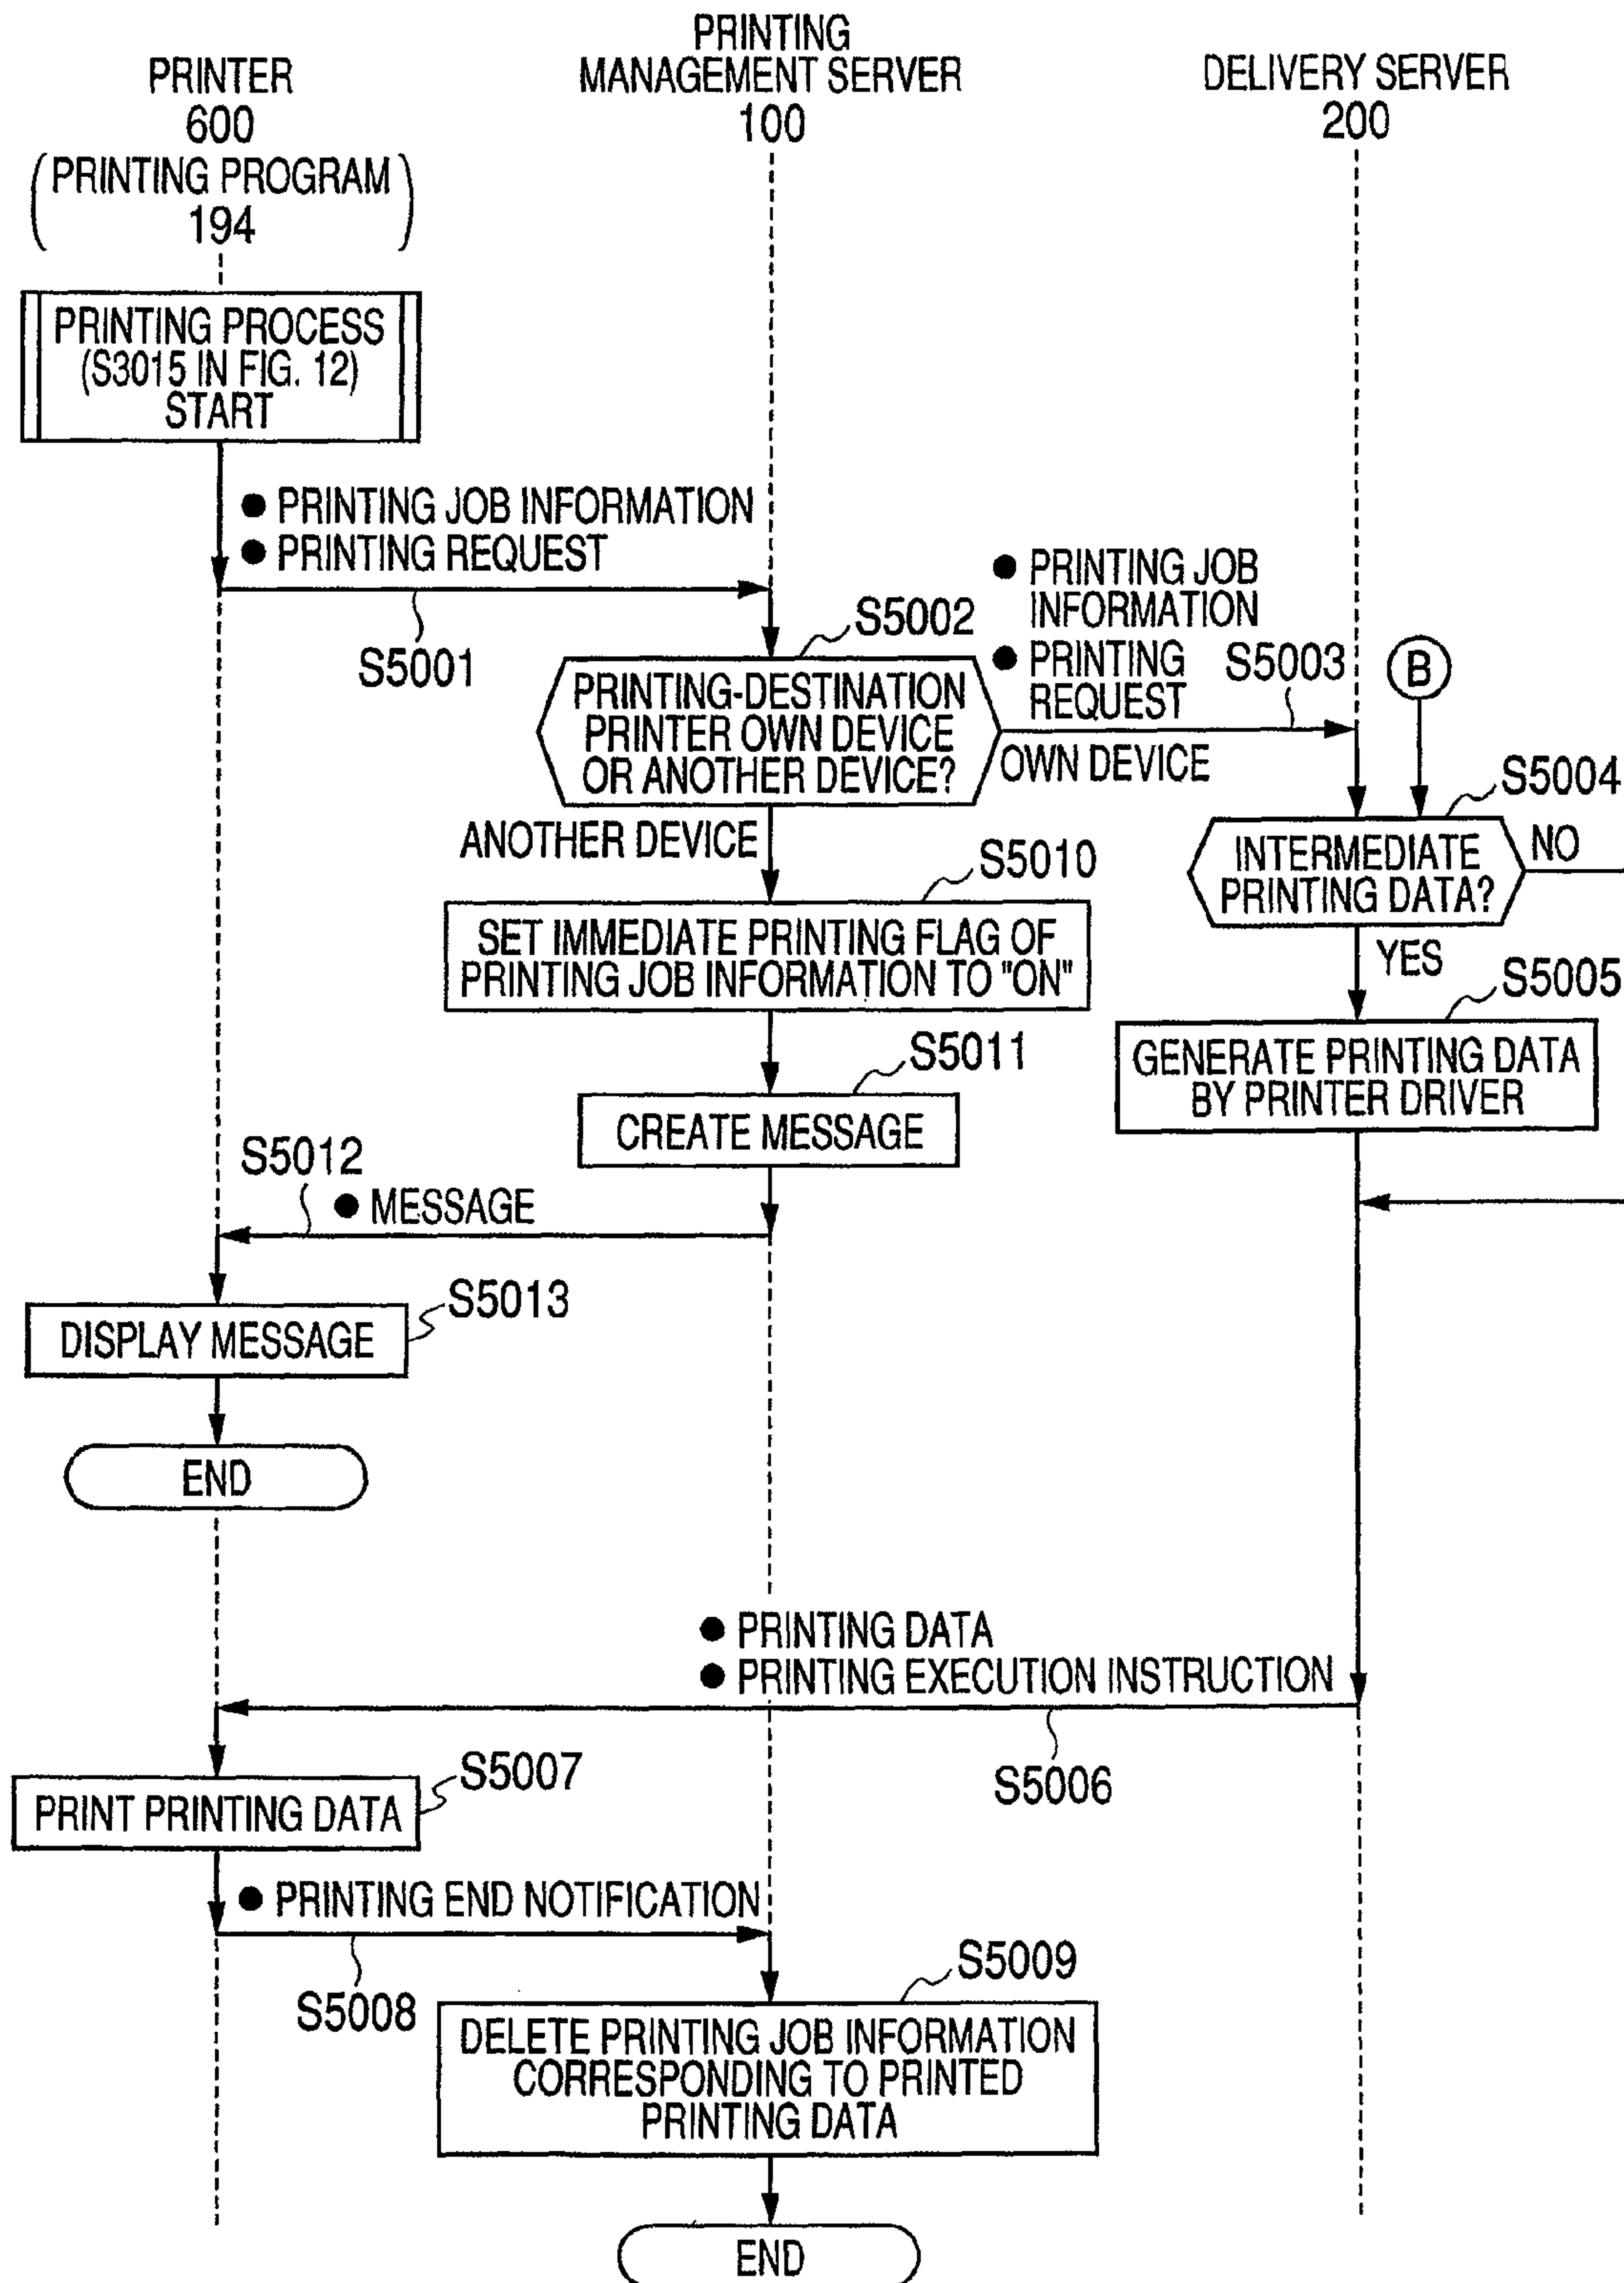 PRINTER
600
(PRINTING PROGRAM
194)
PRINTING
MANAGEMENT SERVER
100
DELIVERY SERVER
200
PRINTING PROCESS
(S3015 IN FIG. 12)
START
● PRINTING JOB INFORMATION
● PRINTING REQUEST
S5001
S5002
● PRINTING JOB
INFORMATION
● PRINTING
REQUEST
S5003
B
PRINTING-DESTINATION
PRINTER OWN DEVICE
OR ANOTHER DEVICE?
OWN DEVICE
S5004
INTERMEDIATE
PRINTING DATA?
NO
YES
ANOTHER DEVICE
S5010
SET IMMEDIATE PRINTING FLAG OF
PRINTING JOB INFORMATION TO "ON"
S5005
GENERATE PRINTING DATA
BY PRINTER DRIVER
S5011
CREATE MESSAGE
S5012
● MESSAGE
S5013
DISPLAY MESSAGE
END
● PRINTING DATA
● PRINTING EXECUTION INSTRUCTION
S5006
S5007
PRINT PRINTING DATA
● PRINTING END NOTIFICATION
S5008
S5009
DELETE PRINTING JOB INFORMATION
CORRESPONDING TO PRINTED
PRINTING DATA
END